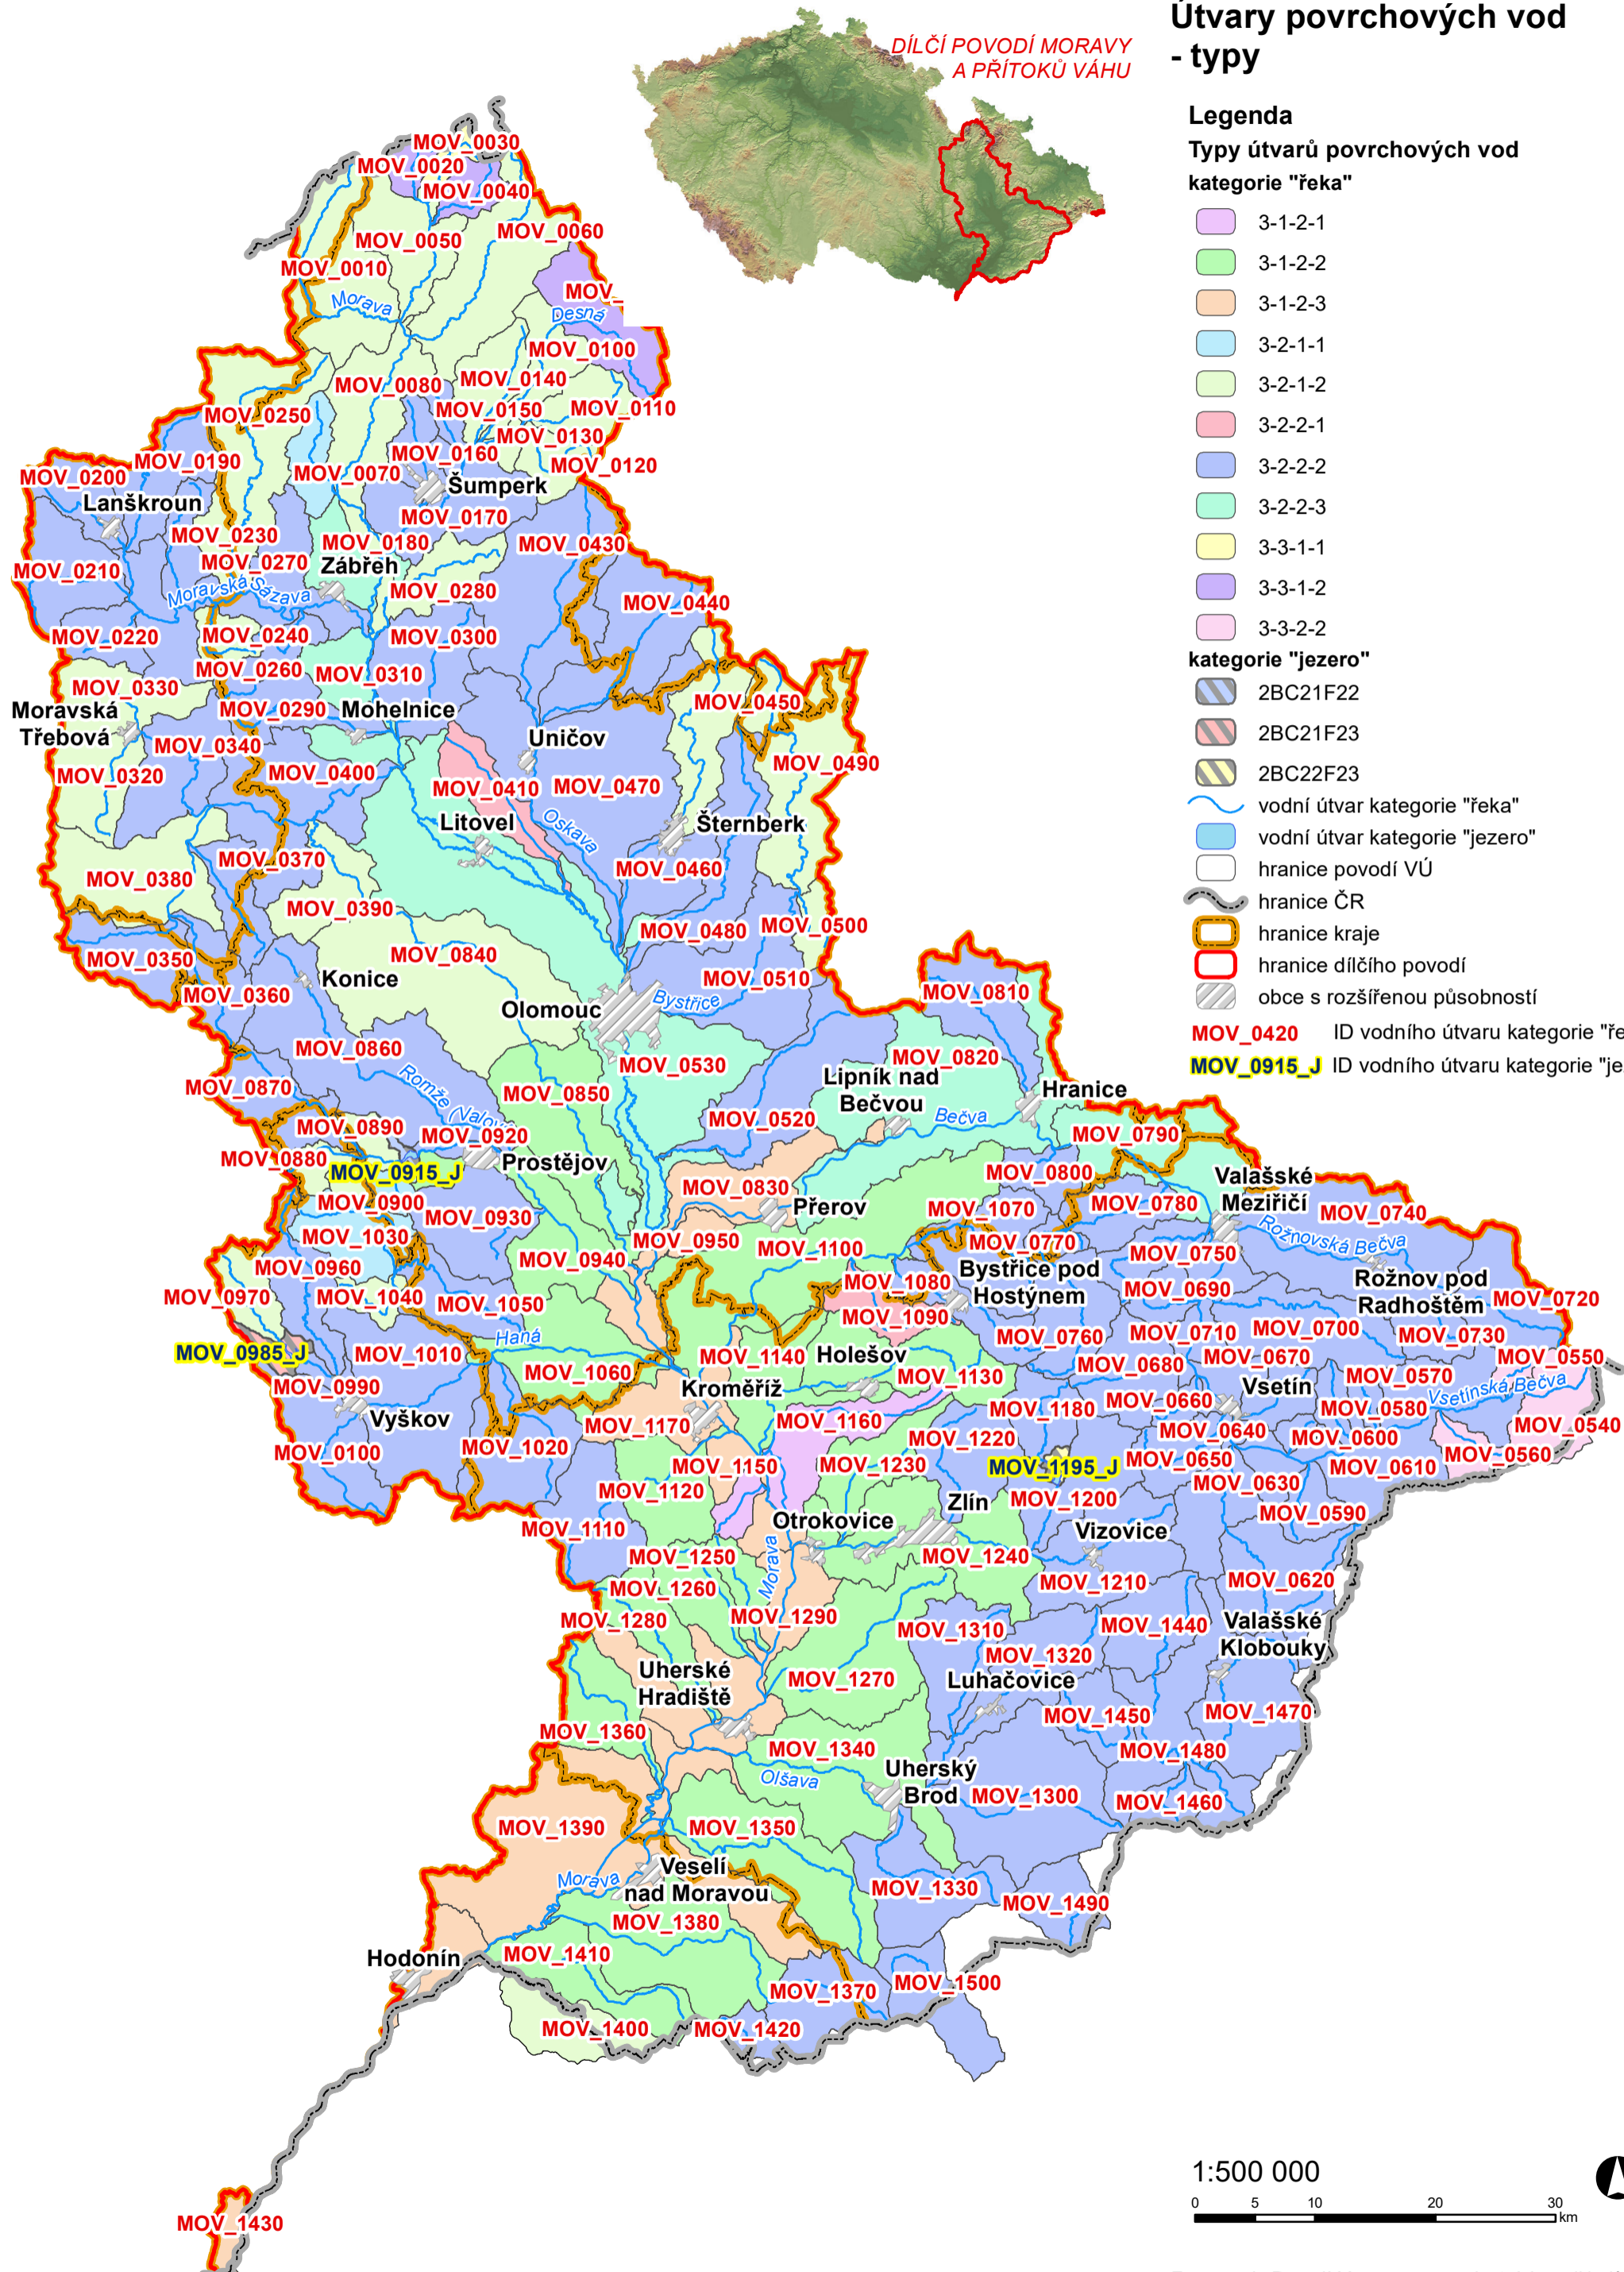 Útvary povrchových vod
- typy
DÍLČÍ POVODÍ MORAVY
A PŘÍTOKŮ VÁHU
Legenda
Typy útvarů povrchových vod
kategorie "řeka"
3-1-2-1
3-1-2-2
3-1-2-3
3-2-1-1
3-2-1-2
3-2-2-1
3-2-2-2
3-2-2-3
3-3-1-1
3-3-1-2
3-3-2-2
kategorie "jezero"
2BC21F22
2BC21F23
2BC22F23
vodní útvar kategorie "řeka"
vodní útvar kategorie "jezero"
hranice povodí VÚ
hranice ČR
hranice kraje
hranice dílčího povodí
obce s rozšířenou působností
MOV_0420 ID vodního útvaru kategorie "ře
MOV_0915_J ID vodního útvaru kategorie "je
MOV_0030
MOV_0020
MOV_0040
MOV_0060
MOV_0050
MOV_0010
MOV_
Morava
Desná
MOV_0100
MOV_0140
MOV_0080
MOV_0150
MOV_0110
MOV_0250
MOV_0130
MOV_0160
MOV_0190
MOV_0120
MOV_0070
MOV_0200
Šumperk
Lanškroun
MOV_0170
MOV_0230
MOV_0180
MOV_0430
MOV_0270
Zábřeh
MOV_0210
Moravská Sázava
MOV_0280
MOV_0440
MOV_0220
MOV_0240
MOV_0300
MOV_0260
MOV_0310
MOV_0330
MOV_0450
Moravská
Třebová
MOV_0290
Mohelnice
Uničov
MOV_0340
MOV_0490
MOV_0320
MOV_0400
MOV_0410
MOV_0470
Litovel
Oskava
Šternberk
MOV_0370
MOV_0460
MOV_0380
MOV_0390
MOV_0500
MOV_0480
MOV_0350
MOV_0840
Konice
MOV_0510
MOV_0360
Bystřice
MOV_0810
Olomouc
MOV_0860
MOV_0820
MOV_0530
Lipník nad
Bečvou
MOV_0870
Romže (Valová)
MOV_0850
Hranice
MOV_0520
Bečva
MOV_0890
MOV_0920
MOV_0790
MOV_0880
MOV_0915_J
Prostějov
MOV_0800
Valašské
Meziříčí
MOV_0830
MOV_0900
Přerov
MOV_0780
MOV_0740
MOV_0930
MOV_1070
MOV_1030
MOV_0950
MOV_0770
Rožnovská Bečva
MOV_1100
MOV_0750
MOV_0960
MOV_0940
Bystřice pod
Hostýnem
MOV_1080
Rožnov pod
Radhoštěm
MOV_0970
MOV_1040
MOV_0690
MOV_0720
MOV_1050
MOV_1090
Haná
MOV_0760
MOV_0710
MOV_0700
MOV_0730
MOV_0985_J
MOV_1010
MOV_1140
Holešov
MOV_0680
MOV_0670
MOV_0550
MOV_1060
MOV_1130
MOV_0570
MOV_0990
Kroměříž
Vsetín
Vsetínská Bečva
MOV_0660
MOV_0580
MOV_1180
Vyškov
MOV_1170
MOV_1160
MOV_0540
MOV_0640
MOV_0600
MOV_1220
MOV_0100
MOV_1020
MOV_0560
MOV_0650
MOV_0610
MOV_1150
MOV_1230
MOV_1195_J
MOV_0630
MOV_1120
MOV_1200
Zlín
MOV_0590
Otrokovice
MOV_1110
Vizovice
MOV_1250
MOV_1240
Morava
MOV_1210
MOV_0620
MOV_1260
MOV_1290
MOV_1280
MOV_1310
MOV_1440
Valašské
Klobouky
MOV_1320
Uherské
Hradiště
MOV_1270
Luhačovice
MOV_1450
MOV_1470
MOV_1360
MOV_1340
MOV_1480
Olšava
Uherský
Brod
MOV_1300
MOV_1460
MOV_1390
MOV_1350
Veselí
nad Moravou
Morava
MOV_1330
MOV_1490
MOV_1380
Hodonín
MOV_1410
MOV_1500
MOV_1370
MOV_1400
MOV_1420
MOV_1430
1:500 000
0 5 10 20 30
km